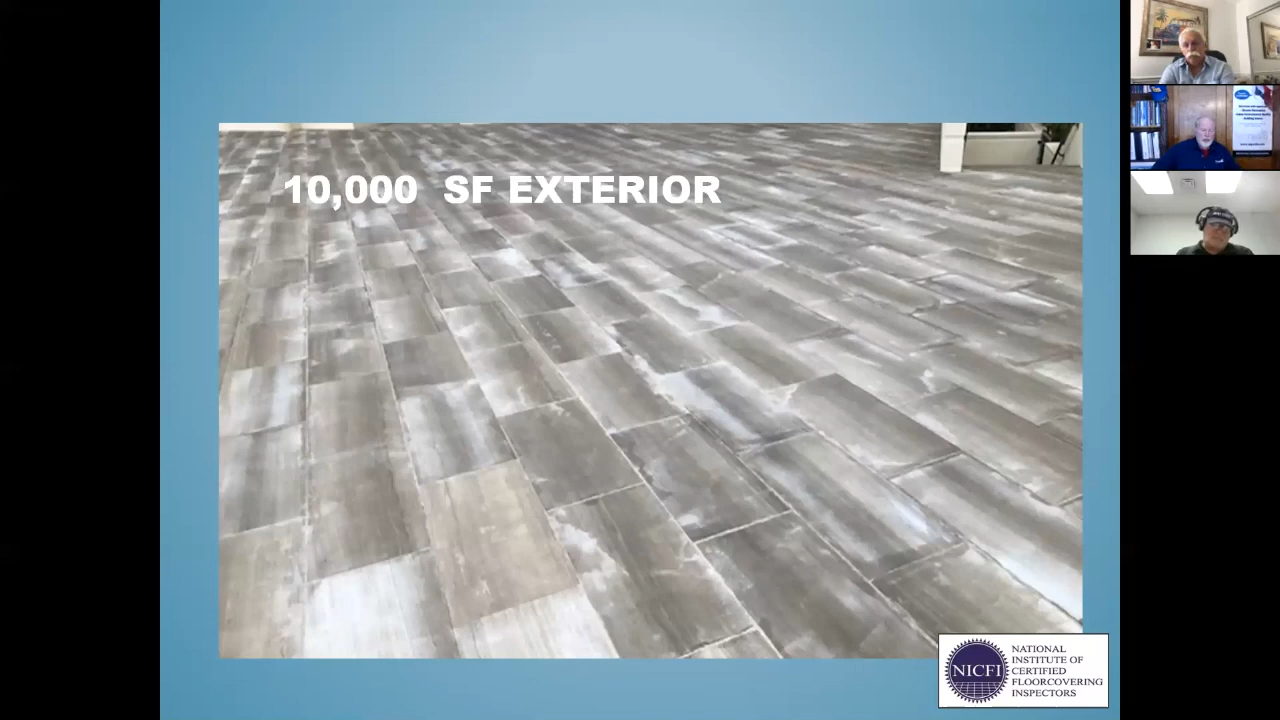 10,000 SF EXTERIOR
NICFI
NATIONAL
INSTITUTE OF
CERTIFIED
FLOORCOVERING
INSPECTORS